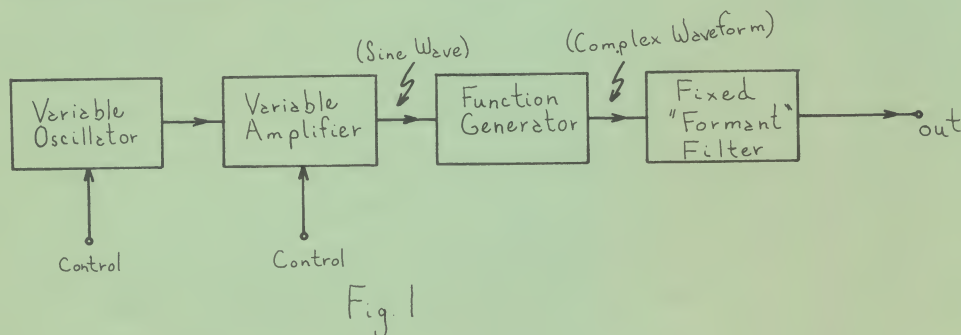 (Sine Wave)
(Complex Waveform)
Variable
Oscillator
Variable
Amplifier
Function
Generator
Fixed
"Formant"
Filter
out
Control
Control
Fig. 1